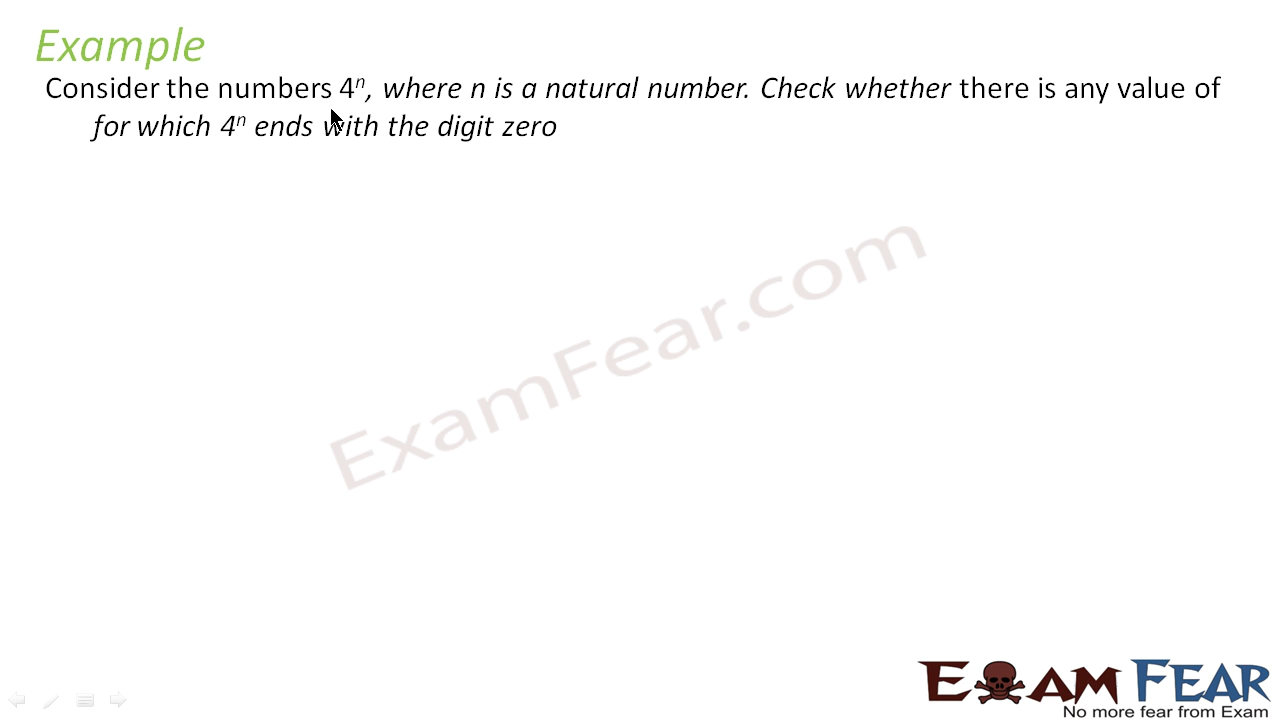 Example
Consider the numbers 4ⁿ, where n is a natural number. Check whether there is any value of
for which 4ⁿ ends with the digit zero
ExamFear.com
EXAM FEAR
No more fear from Exam